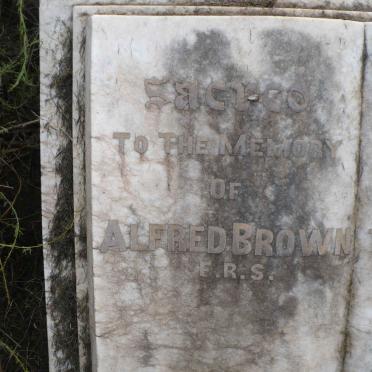 Sacred
To The Memory
Of
Alfred Brown
F.R.S.